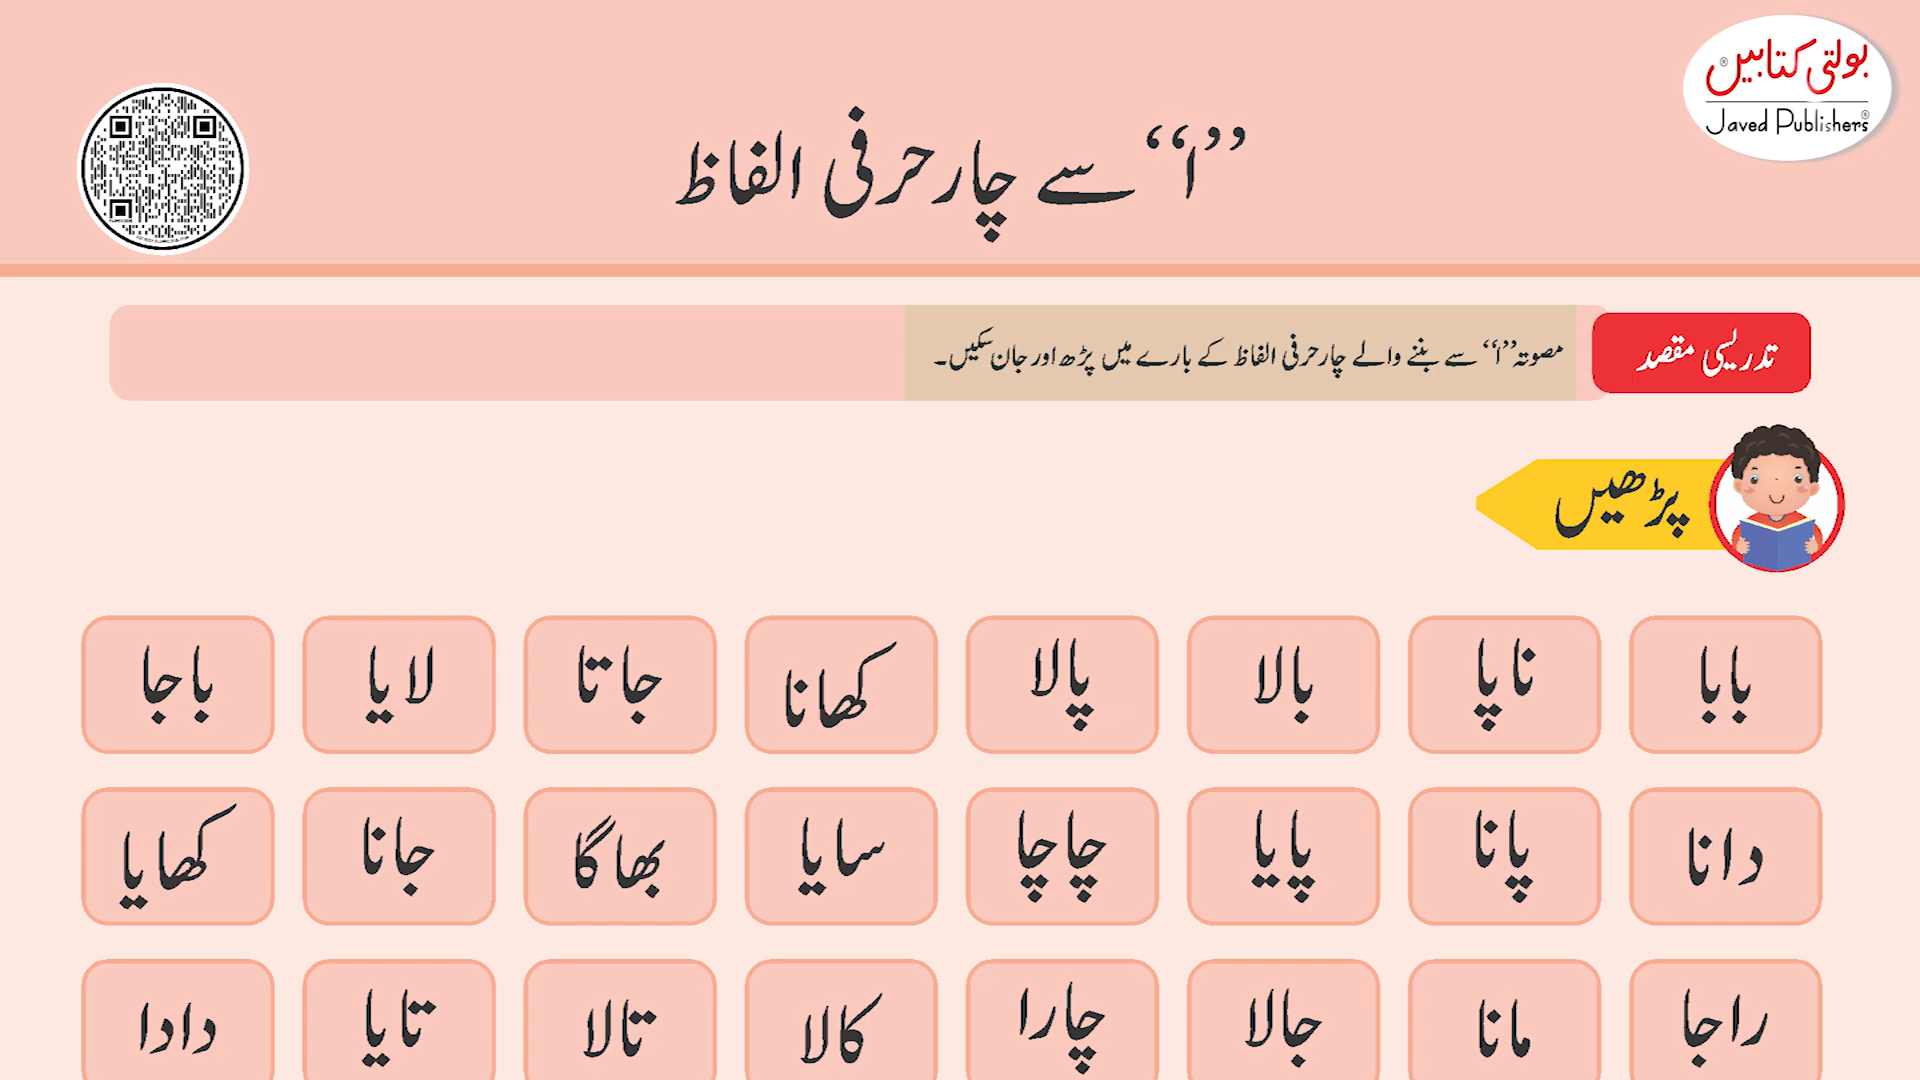 بولتی کتابیں®
Javed Publishers®
’’ا‘‘ سے چار حرفی الفاظ
تدریسی مقصد
مصوتہ ’’ا‘‘ سے بننے والے چار حرفی الفاظ کے بارے میں پڑھ اور جان سکیں۔
پڑھیں
بابا ناپا بالا پالا کھانا جاتا لایا باجا
دانا پانا پایا چاچا سایا بھاگا جانا کھایا
راجا مانا جالا چارا کالا تالا تایا دادا